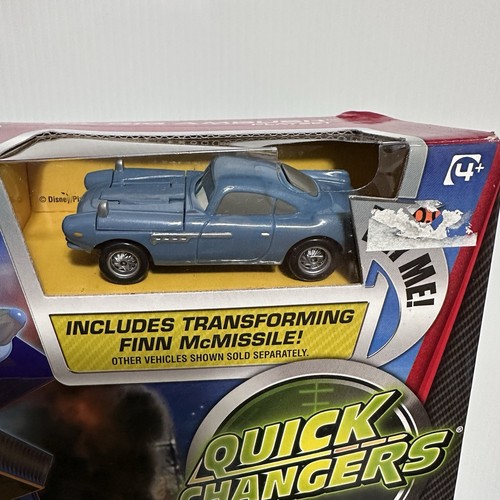 4+
© Disney/Pi
ME!
INCLUDES TRANSFORMING
FINN McMISSILE!
OTHER VEHICLES SHOWN SOLD SEPARATELY.
QUICK
CHANGERS®